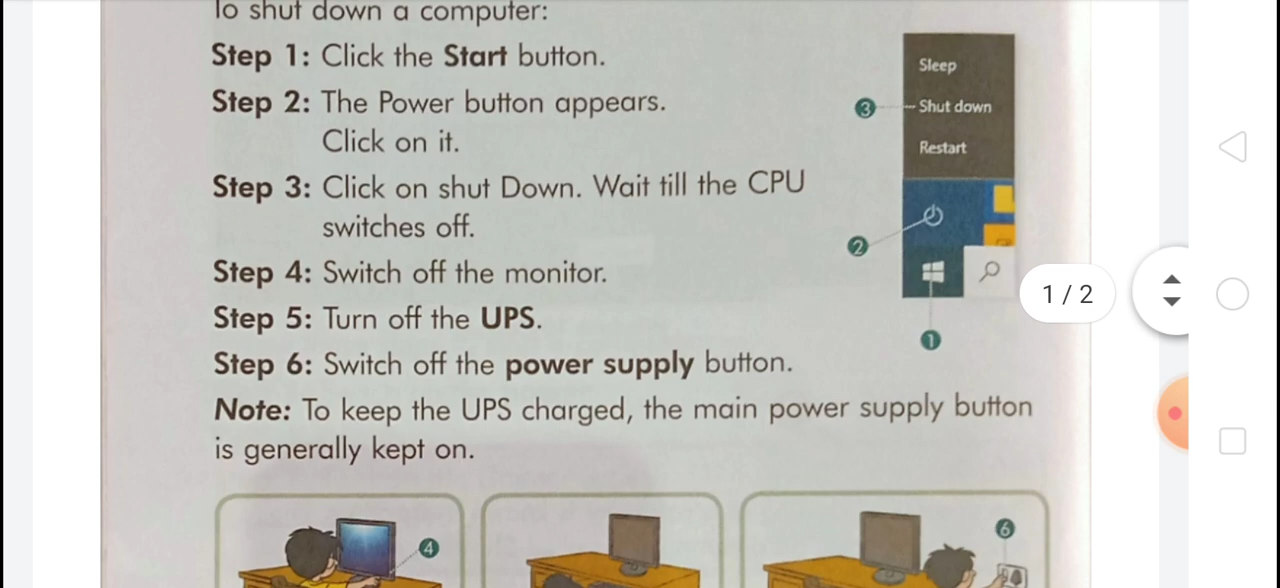 To shut down a computer:
Step 1: Click the Start button.
Step 2: The Power button appears.
Click on it.
Step 3: Click on shut Down. Wait till the CPU
switches off.
Step 4: Switch off the monitor.
Step 5: Turn off the UPS.
Step 6: Switch off the power supply button.
Note: To keep the UPS charged, the main power supply button
is generally kept on.
Sleep
3 Shut down
Restart
2
1
1 / 2
4
6